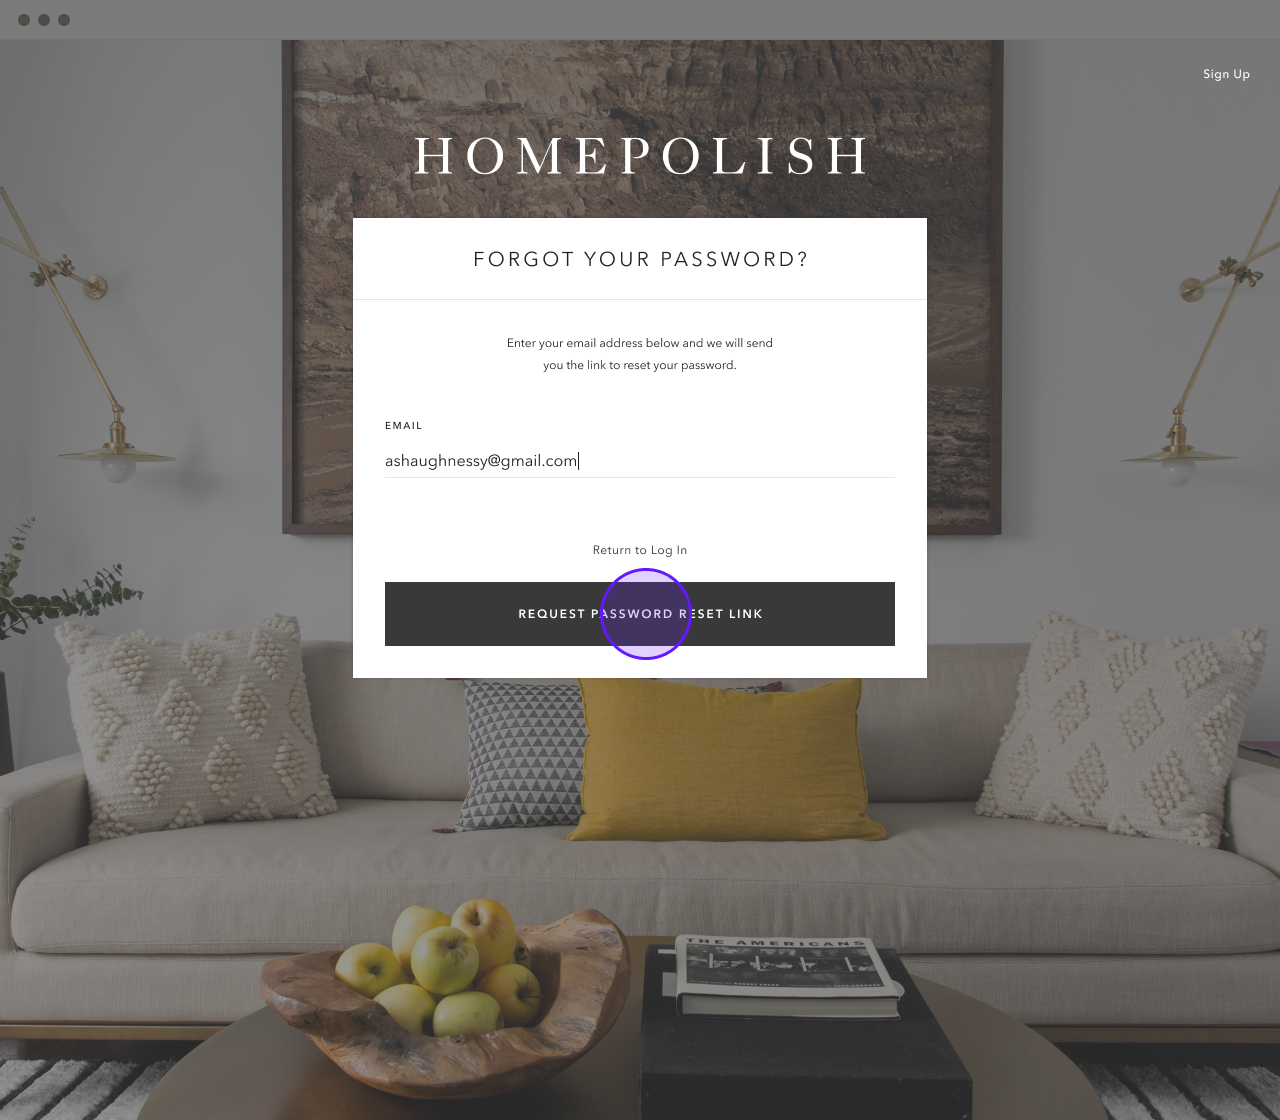 Sign Up
HOMEPOLISH
FORGOT YOUR PASSWORD?
Enter your email address below and we will send
you the link to reset your password.
EMAIL
ashaughnessy@gmail.com
Return to Log In
REQUEST PASSWORD RESET LINK
THE AMERICANS